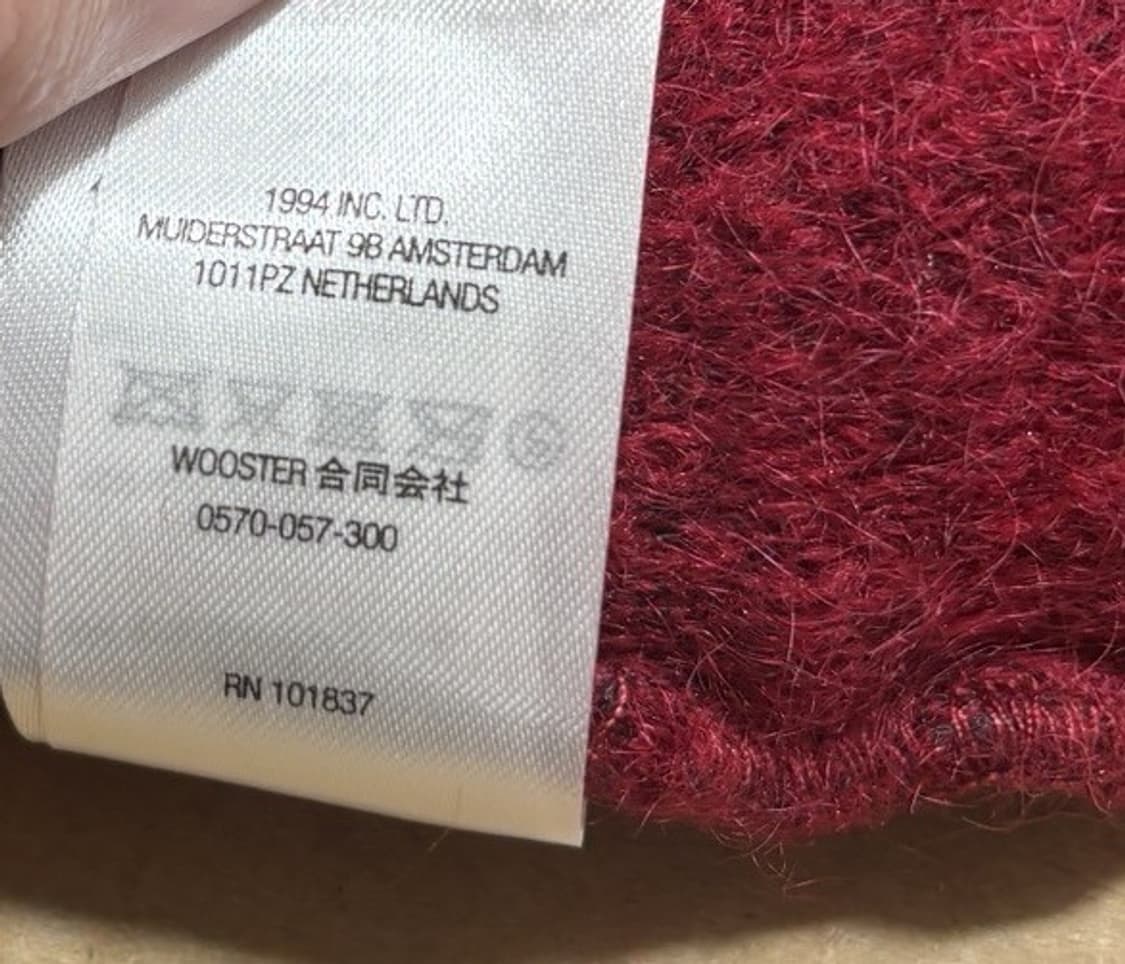 1994 INC. LTD.
MUIDERSTRAAT 9B AMSTERDAM
1011PZ NETHERLANDS
WOOSTER 合同会社
0570-057-300
RN 101837